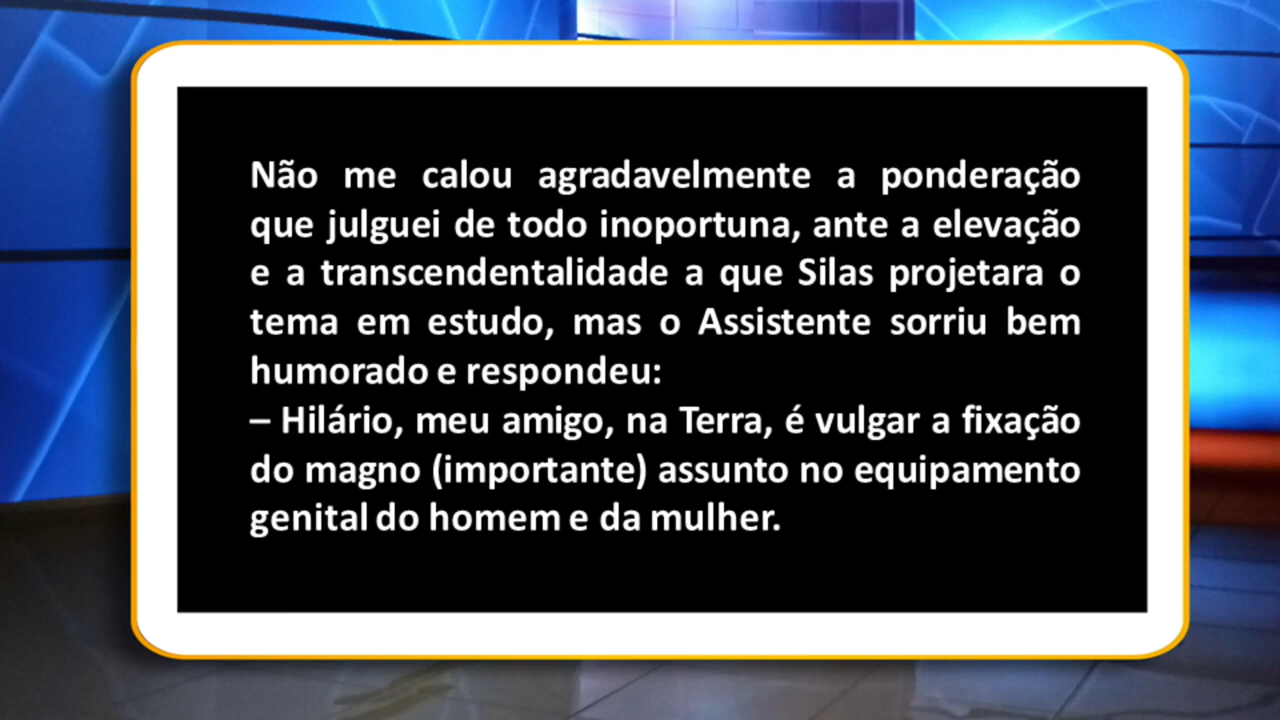 Não me calou agradavelmente a ponderação
que julguei de todo inoportuna, ante a elevação
e a transcendentalidade a que Silas projetara o
tema em estudo, mas o Assistente sorriu bem
humorado e respondeu:
– Hilário, meu amigo, na Terra, é vulgar a fixação
do magno (importante) assunto no equipamento
genital do homem e da mulher.